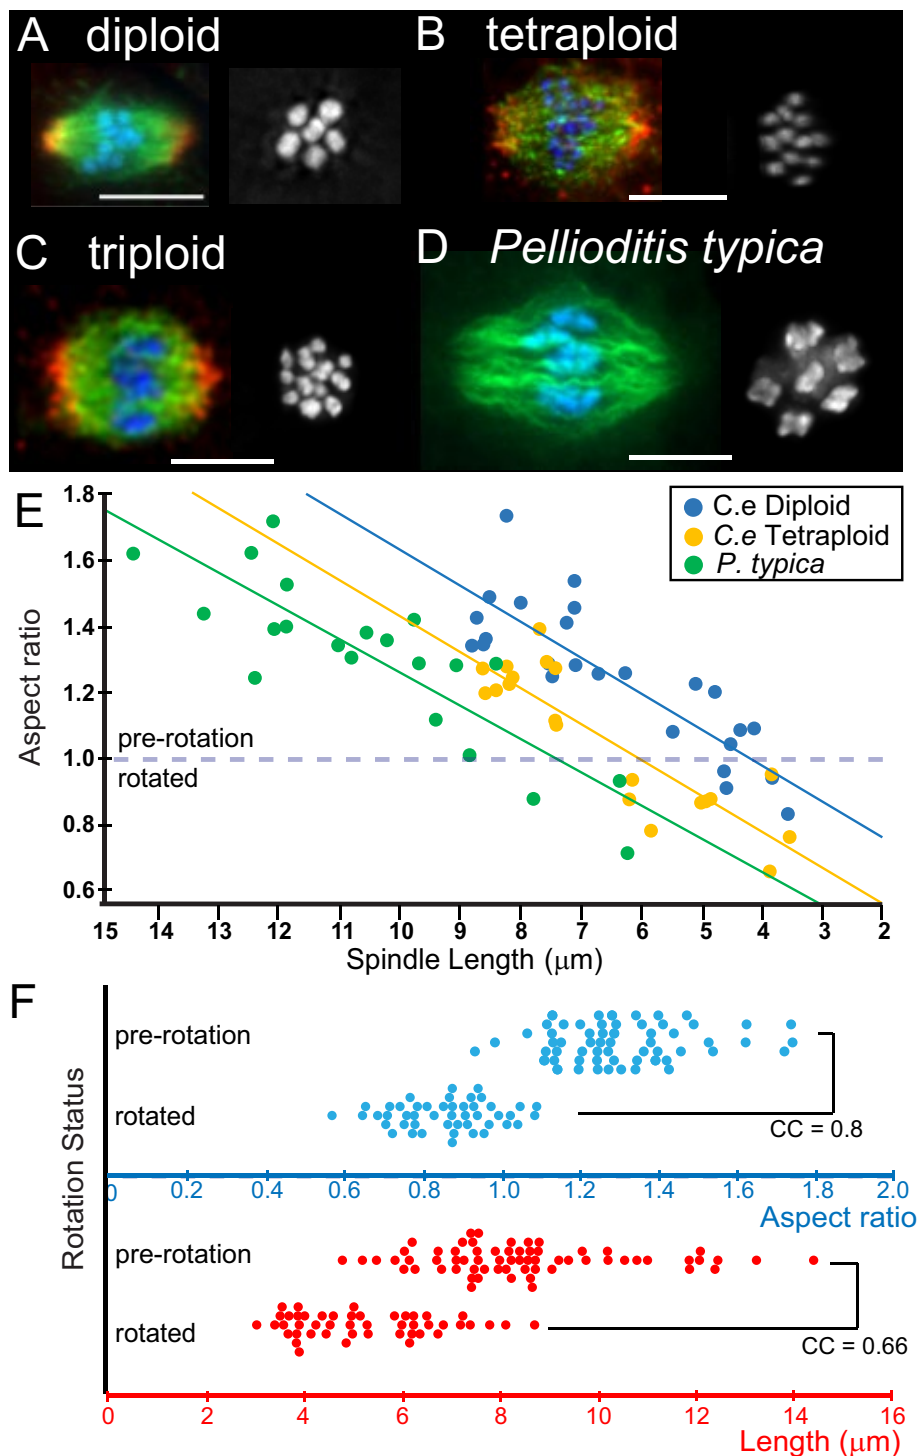 A diploid
B tetraploid
C triploid
D Pellioditis typica
E
1.8
1.6
1.4
1.2
1.0
0.8
0.6
Aspect ratio
pre-rotation
rotated
C.e Diploid
C.e Tetraploid
P. typica
15 14 13 12 11 10 9 8 7 6 5 4 3 2
Spindle Length (μm)
F
Rotation Status
pre-rotation
rotated
CC = 0.8
0 0.2 0.4 0.6 0.8 1.0 1.2 1.4 1.6 1.8 2.0
Aspect ratio
pre-rotation
rotated
CC = 0.66
0 2 4 6 8 10 12 14 16
Length (μm)